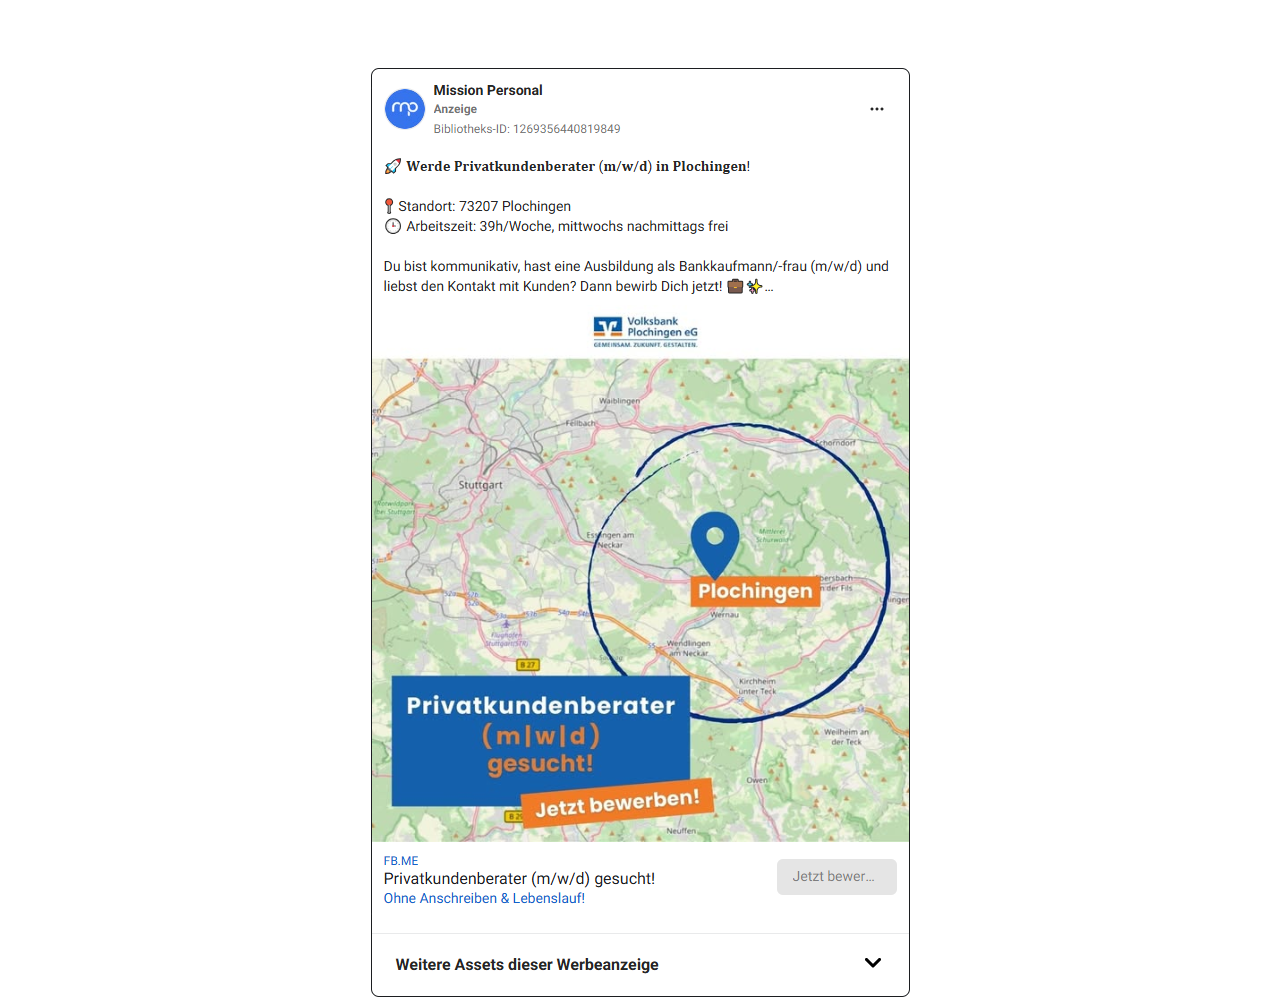 mp
Mission Personal
Anzeige
Bibliotheks-ID: 1269356440819849
🚀 Werde Privatkundenberater (m/w/d) in Plochingen!
📍Standort: 73207 Plochingen
🕒 Arbeitszeit: 39h/Woche, mittwochs nachmittags frei
Du bist kommunikativ, hast eine Ausbildung als Bankkaufmann/-frau (m/w/d) und
liebst den Kontakt mit Kunden? Dann bewirb Dich jetzt! 💼✨...
Volksbank
Plochingen eG
GEMEINSAM. ZUKUNFT. GESTALTEN.
Waiblingen
Fellbach
Schorndorf
Stuttgart
Esslingen am
Neckar
Mittlerer
Schurwald
Plochingen
Ebersbach
an der Fils
Wernau
Flughafen
Stuttgart (STR)
Wendlingen
am Neckar
B 27
Kirchheim
unter Teck
Privatkundenberater
(m|w|d)
gesucht!
Weilheim an
der Teck
Owen
Jetzt bewerben!
Neuffen
FB.ME
Privatkundenberater (m/w/d) gesucht!
Ohne Anschreiben & Lebenslauf!
Jetzt bewer...
Weitere Assets dieser Werbeanzeige